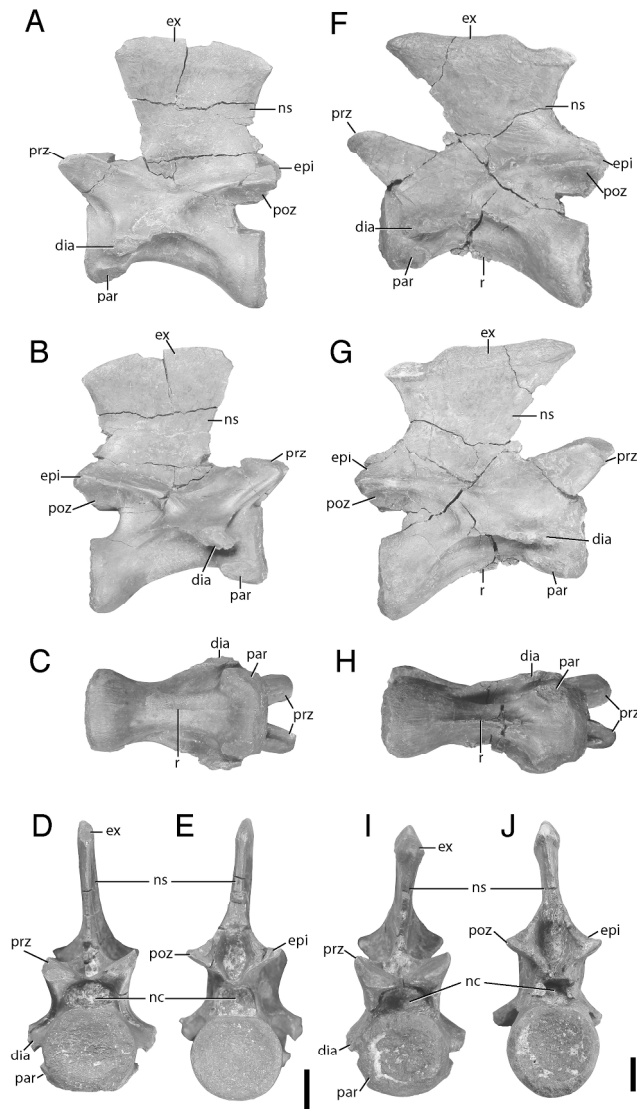 A
ex
ns
prz
epi
poz
dia
par
F
ex
ns
prz
epi
poz
dia
par
r
B
ex
ns
prz
epi
poz
dia
par
G
ex
ns
epi
prz
poz
dia
r
par
C
dia
par
prz
r
H
dia
par
prz
r
D
E
ex
ns
prz
poz
epi
nc
dia
par
I
J
ex
ns
poz
epi
prz
nc
dia
par